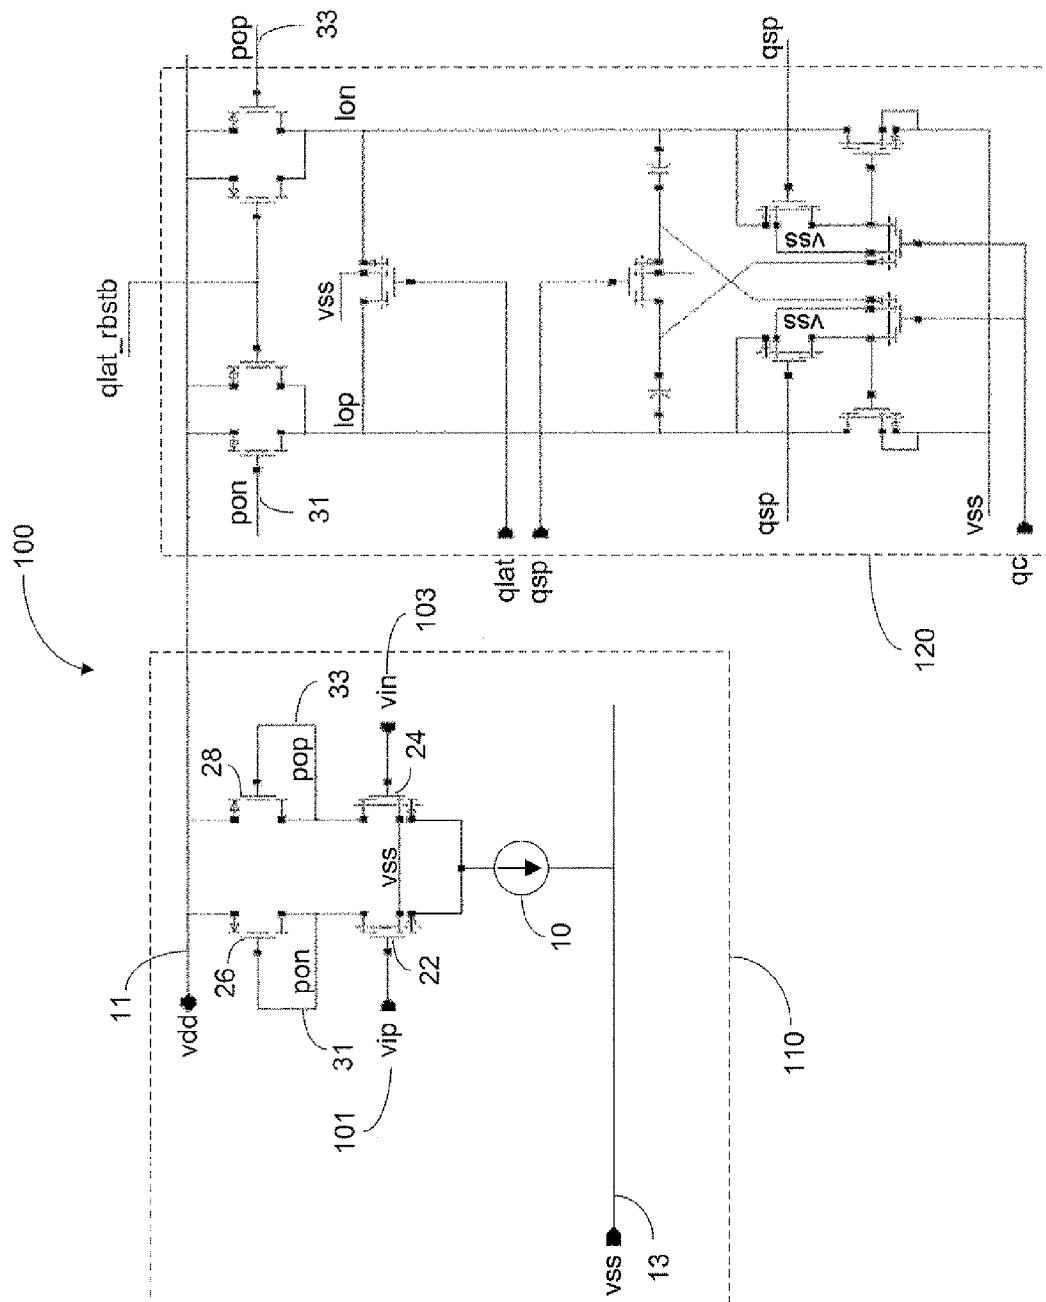 100
vdd
11
26
28
pon
31
pop
33
vip
101
vin
103
22
24
vss
10
vss
13
110
pon
31
qlat_rbstb
pop
33
lop
lon
vss
qlat
qsp
qsp
qsp
vss
vss
vss
qc
120